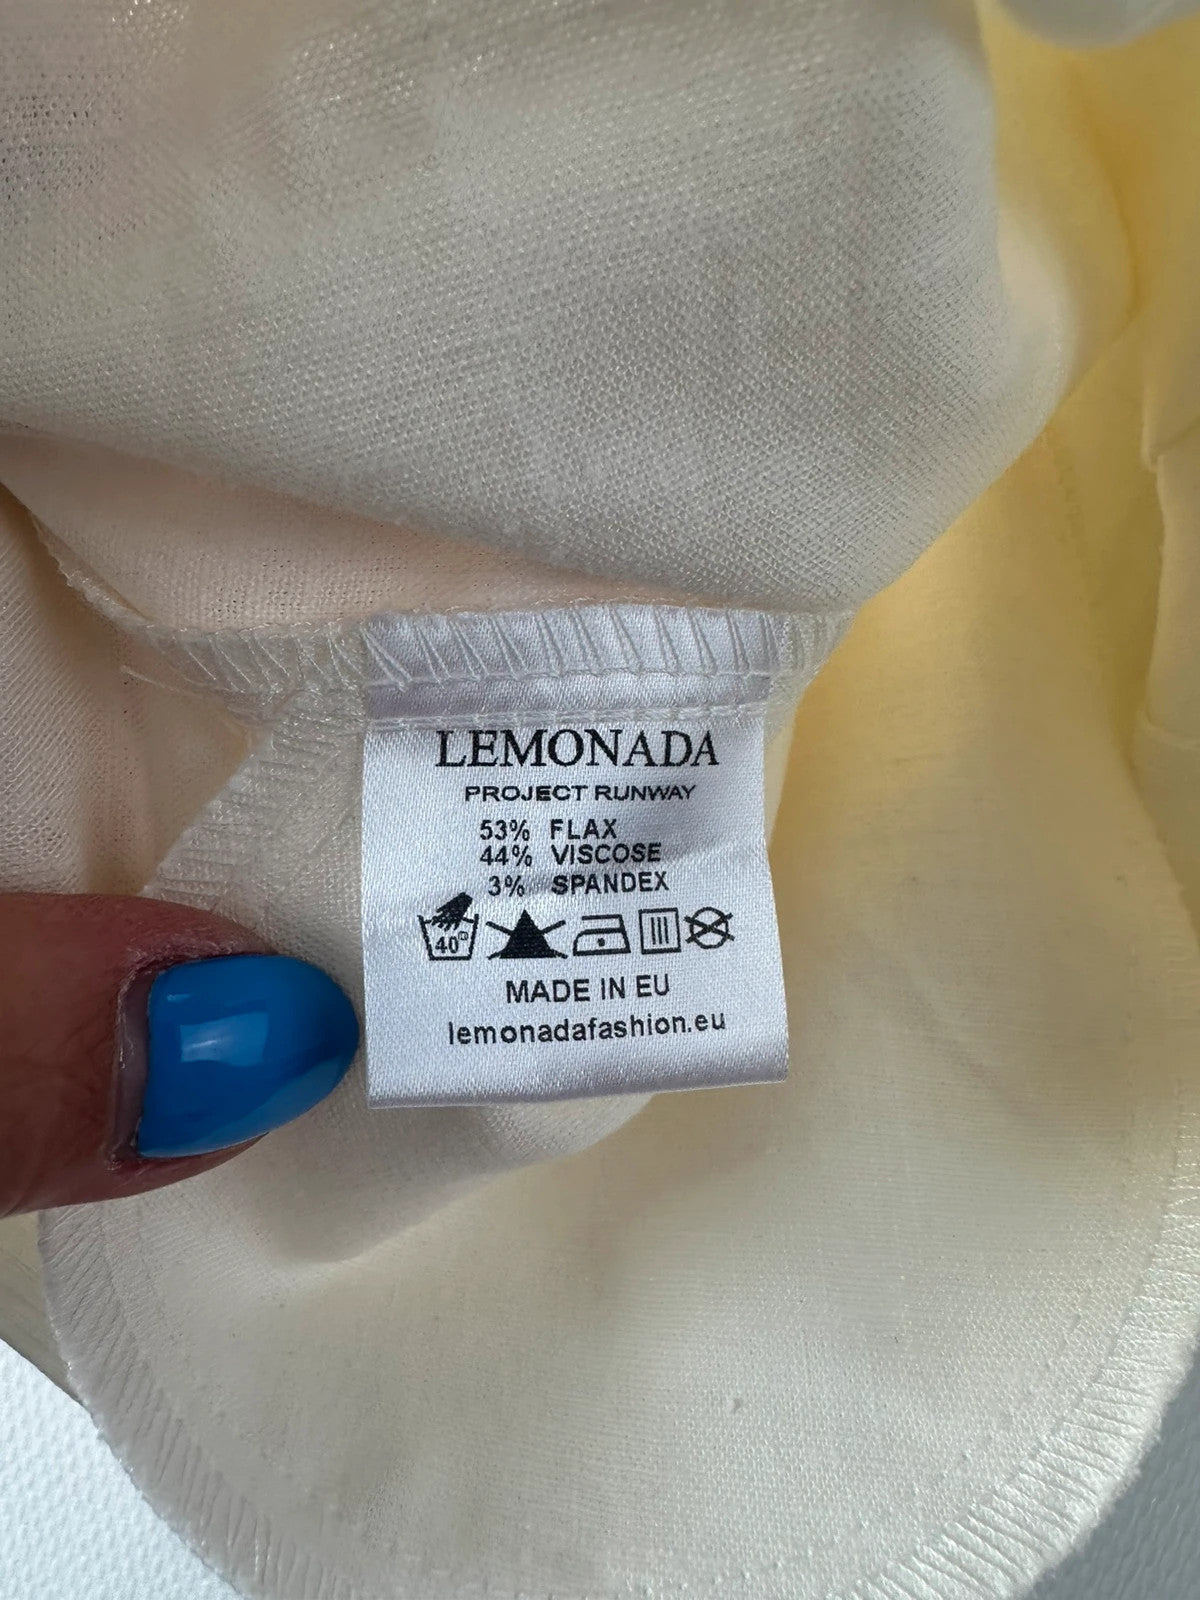 LEMONADA
PROJECT RUNWAY
53% FLAX
44% VISCOSE
3% SPANDEX
40°
MADE IN EU
lemonadafashion.eu